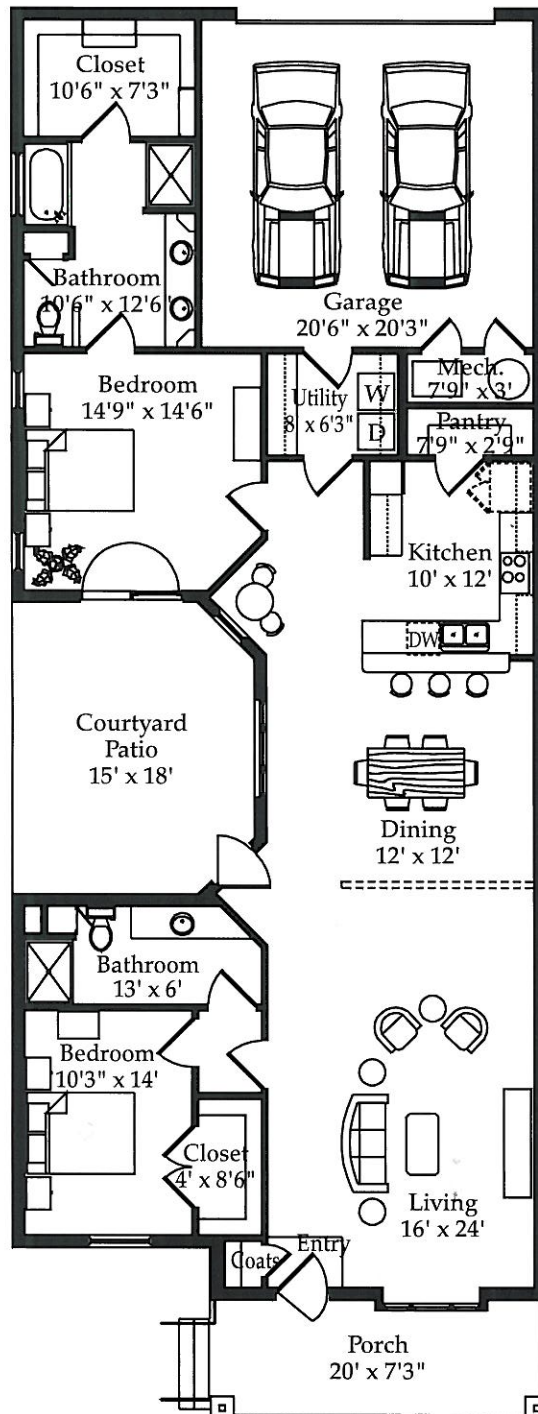 Closet
10'6" x 7'3"
Bathroom
10'6" x 12'6"
Garage
20'6" x 20'3"
Bedroom
14'9" x 14'6"
Utility
8' x 6'3"
W
D
Mech.
7'9" x 3'
Pantry
7'9" x 2'9"
Kitchen
10' x 12'
DW
Courtyard
Patio
15' x 18'
Dining
12' x 12'
Bathroom
13' x 6'
Bedroom
10'3" x 14'
Closet
4' x 8'6"
Living
16' x 24'
Coats
Entry
Porch
20' x 7'3"